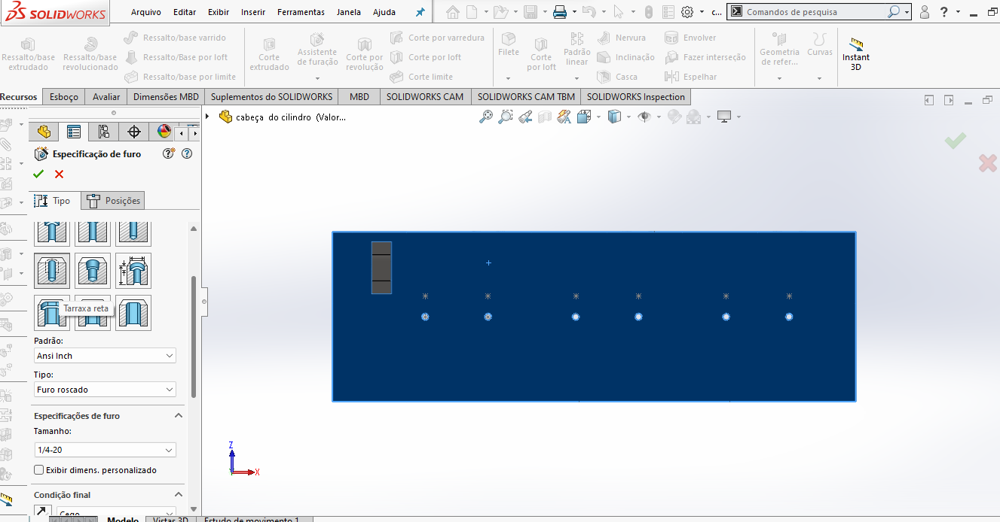 SOLIDWORKS Arquivo Editar Exibir Inserir Ferramentas Janela Ajuda c... Comandos de pesquisa ?
Ressalto/base extrudado
Ressalto/base revolucionado
Ressalto/base varrido
Ressalto/Base por loft
Ressalto/base por limite
Corte extrudado
Assistente de furação
Corte por revolução
Corte por varredura
Corte por loft
Corte limite
Filete
Corte por loft
Padrão linear
Nervura
Inclinação
Casca
Envolver
Fazer interseção
Espelhar
Geometria de refer...
Curvas
Instant 3D
Recursos Esboço Avaliar Dimensões MBD Suplementos do SOLIDWORKS MBD SOLIDWORKS CAM SOLIDWORKS CAM TBM SOLIDWORKS Inspection
cabeça do cilindro (Valor...
Especificação de furo
Tipo Posições
Tarraxa reta
Padrão:
Ansi Inch
Tipo:
Furo roscado
Especificações de furo
Tamanho:
1/4-20
Exibir dimens. personalizado
Condição final
Cego
Z
X
Modelo Vistas 3D Estudo de movimento 1